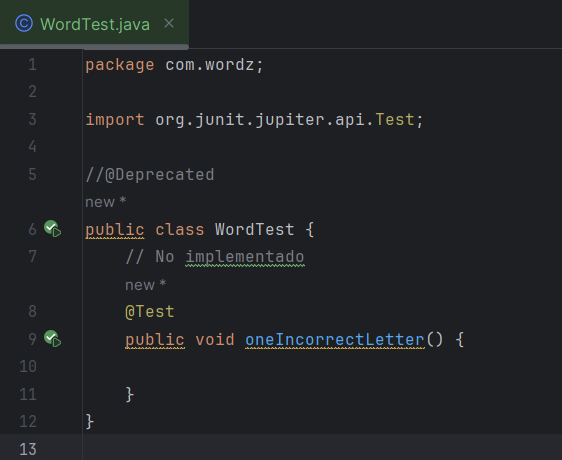 WordTest.java
1 package com.wordz;
2
3 import org.junit.jupiter.api.Test;
4
5 //@Deprecated
new *
6 public class WordTest {
7     // No implementado
    new *
8     @Test
9     public void oneIncorrectLetter() {
10
11     }
12 }
13